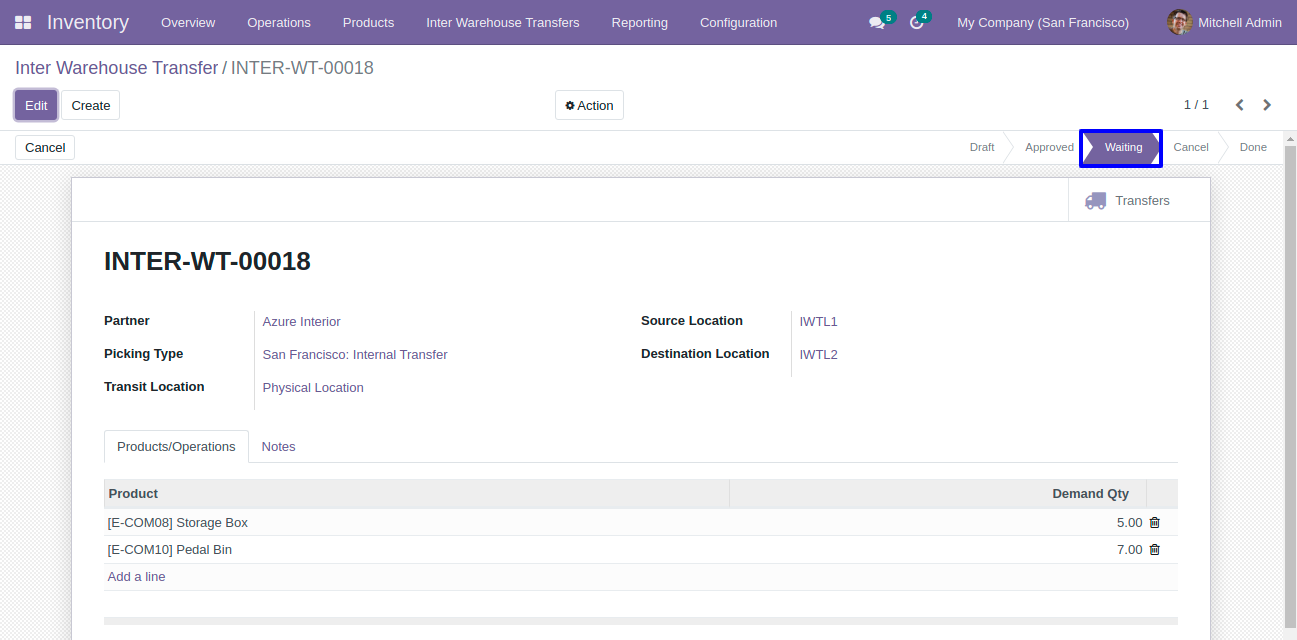 Inventory Overview Operations Products Inter Warehouse Transfers Reporting Configuration 5 4 My Company (San Francisco) Mitchell Admin
Inter Warehouse Transfer / INTER-WT-00018
Edit Create Action 1 / 1
Cancel Draft Approved Waiting Cancel Done
Transfers
INTER-WT-00018
Partner Azure Interior Source Location IWTL1
Picking Type San Francisco: Internal Transfer Destination Location IWTL2
Transit Location Physical Location
Products/Operations Notes
Product Demand Qty
[E-COM08] Storage Box 5.00
[E-COM10] Pedal Bin 7.00
Add a line